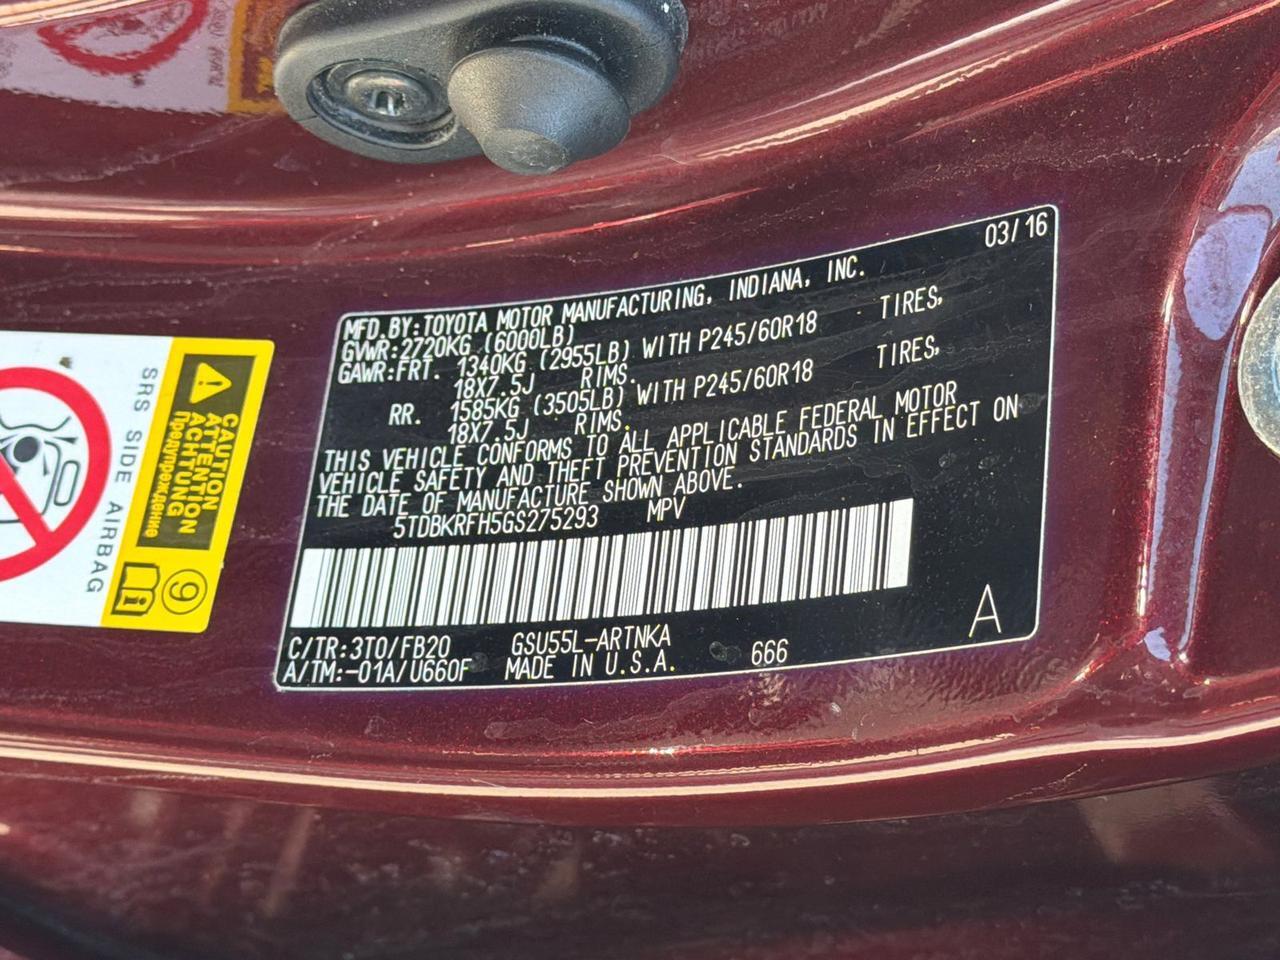 03/16
MFD.BY:TOYOTA MOTOR MANUFACTURING, INDIANA, INC.
GVWR:2720KG (6000LB)
GAWR:FRT. 1340KG (2955LB) WITH P245/60R18 TIRES,
18X7.5J RIMS.
RR. 1585KG (3505LB) WITH P245/60R18 TIRES,
18X7.5J RIMS.
THIS VEHICLE CONFORMS TO ALL APPLICABLE FEDERAL MOTOR
VEHICLE SAFETY AND THEFT PREVENTION STANDARDS IN EFFECT ON
THE DATE OF MANUFACTURE SHOWN ABOVE.
5TDBKRFH5GS275293 MPV
C/TR:3T0/FB20 GSU55L-ARTNKA
A/TM:-01A/U660F MADE IN U.S.A. 666
A
CAUTION
ATTENTION
ACHTUNG
Предупреждение
SRS SIDE AIRBAG
9